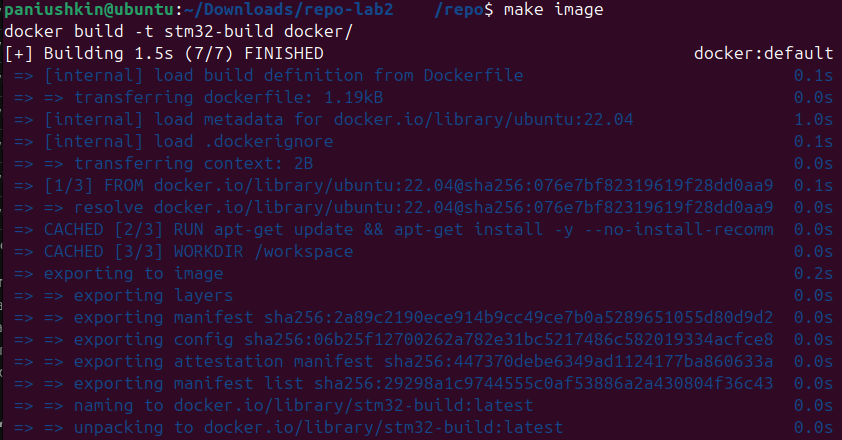 paniushkin@ubuntu:~/Downloads/repo-lab2    /repo$ make image
docker build -t stm32-build docker/
[+] Building 1.5s (7/7) FINISHED                                    docker:default
 => [internal] load build definition from Dockerfile                          0.1s
 => => transferring dockerfile: 1.19kB                                        0.0s
 => [internal] load metadata for docker.io/library/ubuntu:22.04               1.0s
 => [internal] load .dockerignore                                             0.1s
 => => transferring context: 2B                                               0.0s
 => [1/3] FROM docker.io/library/ubuntu:22.04@sha256:076e7bf82319619f28dd0aa9  0.1s
 => => resolve docker.io/library/ubuntu:22.04@sha256:076e7bf82319619f28dd0aa9  0.0s
 => CACHED [2/3] RUN apt-get update && apt-get install -y --no-install-recomm  0.0s
 => CACHED [3/3] WORKDIR /workspace                                           0.0s
 => exporting to image                                                        0.2s
 => => exporting layers                                                       0.0s
 => => exporting manifest sha256:2a89c2190ece914b9cc49ce7b0a5289651055d80d9d2  0.0s
 => => exporting config sha256:06b25f12700262a782e31bc5217486c582019334acfce8  0.0s
 => => exporting attestation manifest sha256:447370debe6349ad1124177ba860633a  0.0s
 => => exporting manifest list sha256:29298a1c9744555c0af53886a2a430804f36c43  0.0s
 => => naming to docker.io/library/stm32-build:latest                         0.0s
 => => unpacking to docker.io/library/stm32-build:latest                      0.0s